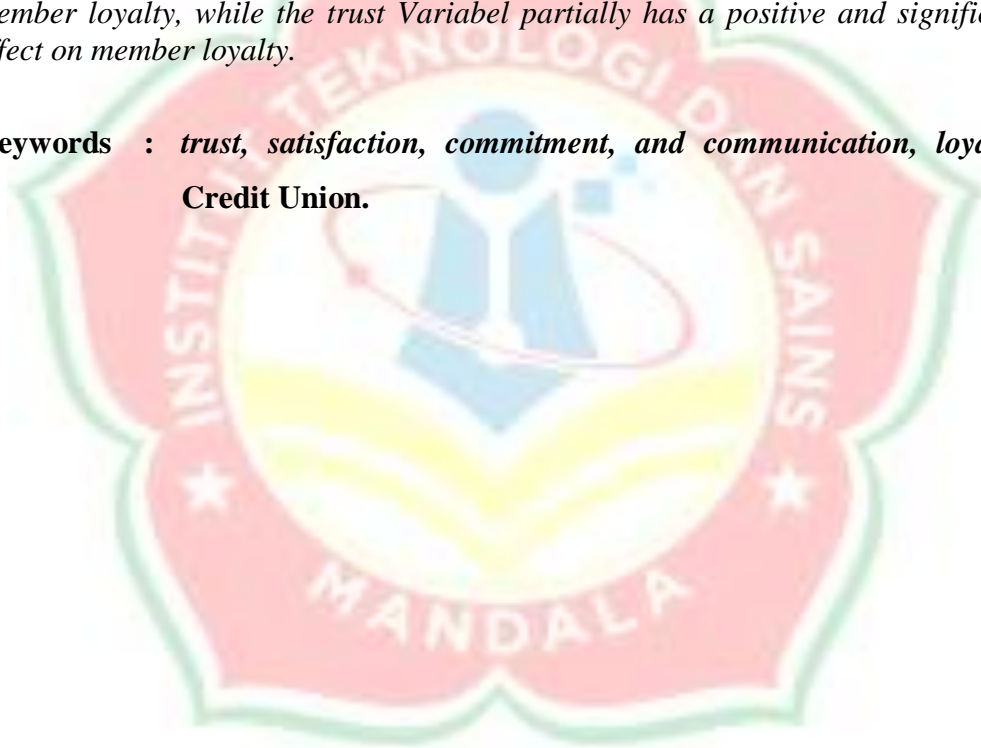 ember loyalty, while the trust Variabel partially has a positive and signific
ffect on member loyalty.
eywords : trust, satisfaction, commitment, and communication, loya
Credit Union.
INSTITUT TEKNOLOGI DAN SAINS
MANDALA